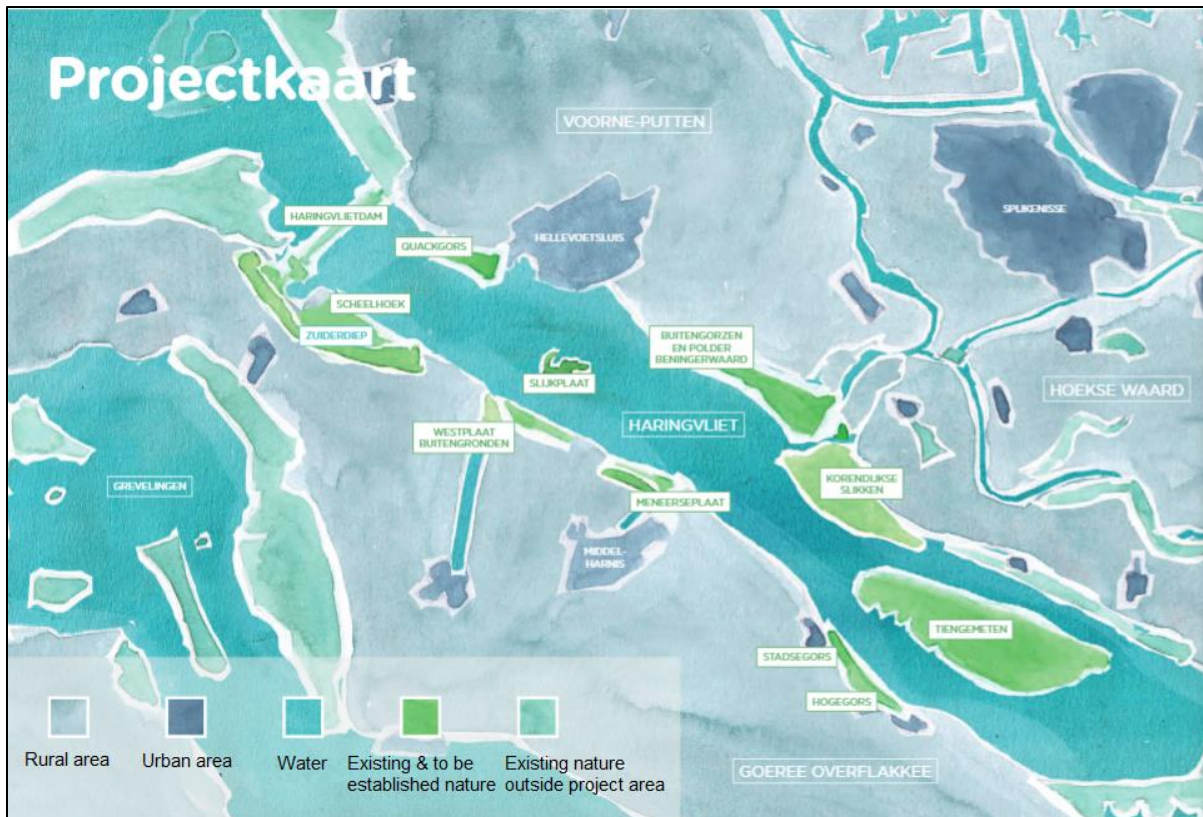 Projectkaart
VOORNE-PUTTEN
SPIJKENISSE
HARINGVLIETDAM
QUACKGORS
HELLEVOETSLUIS
SCHEELHOEK
ZUIDERDIEP
BUITENGORZEN
EN POLDER
BENINGERWAARD
SLIJKPLAAT
HOEKSE WAARD
WESTPLAAT
BUITENGRONDEN
HARINGVLIET
GREVELINGEN
KORENDIJKSE
SLIKKEN
MENEERSEPLAAT
MIDDEL-
HARNIS
TIENGEMETEN
STADSEGORS
HOGEGORS
GOEREE OVERFLAKKEE
Rural area
Urban area
Water
Existing & to be
established nature
Existing nature
outside project area